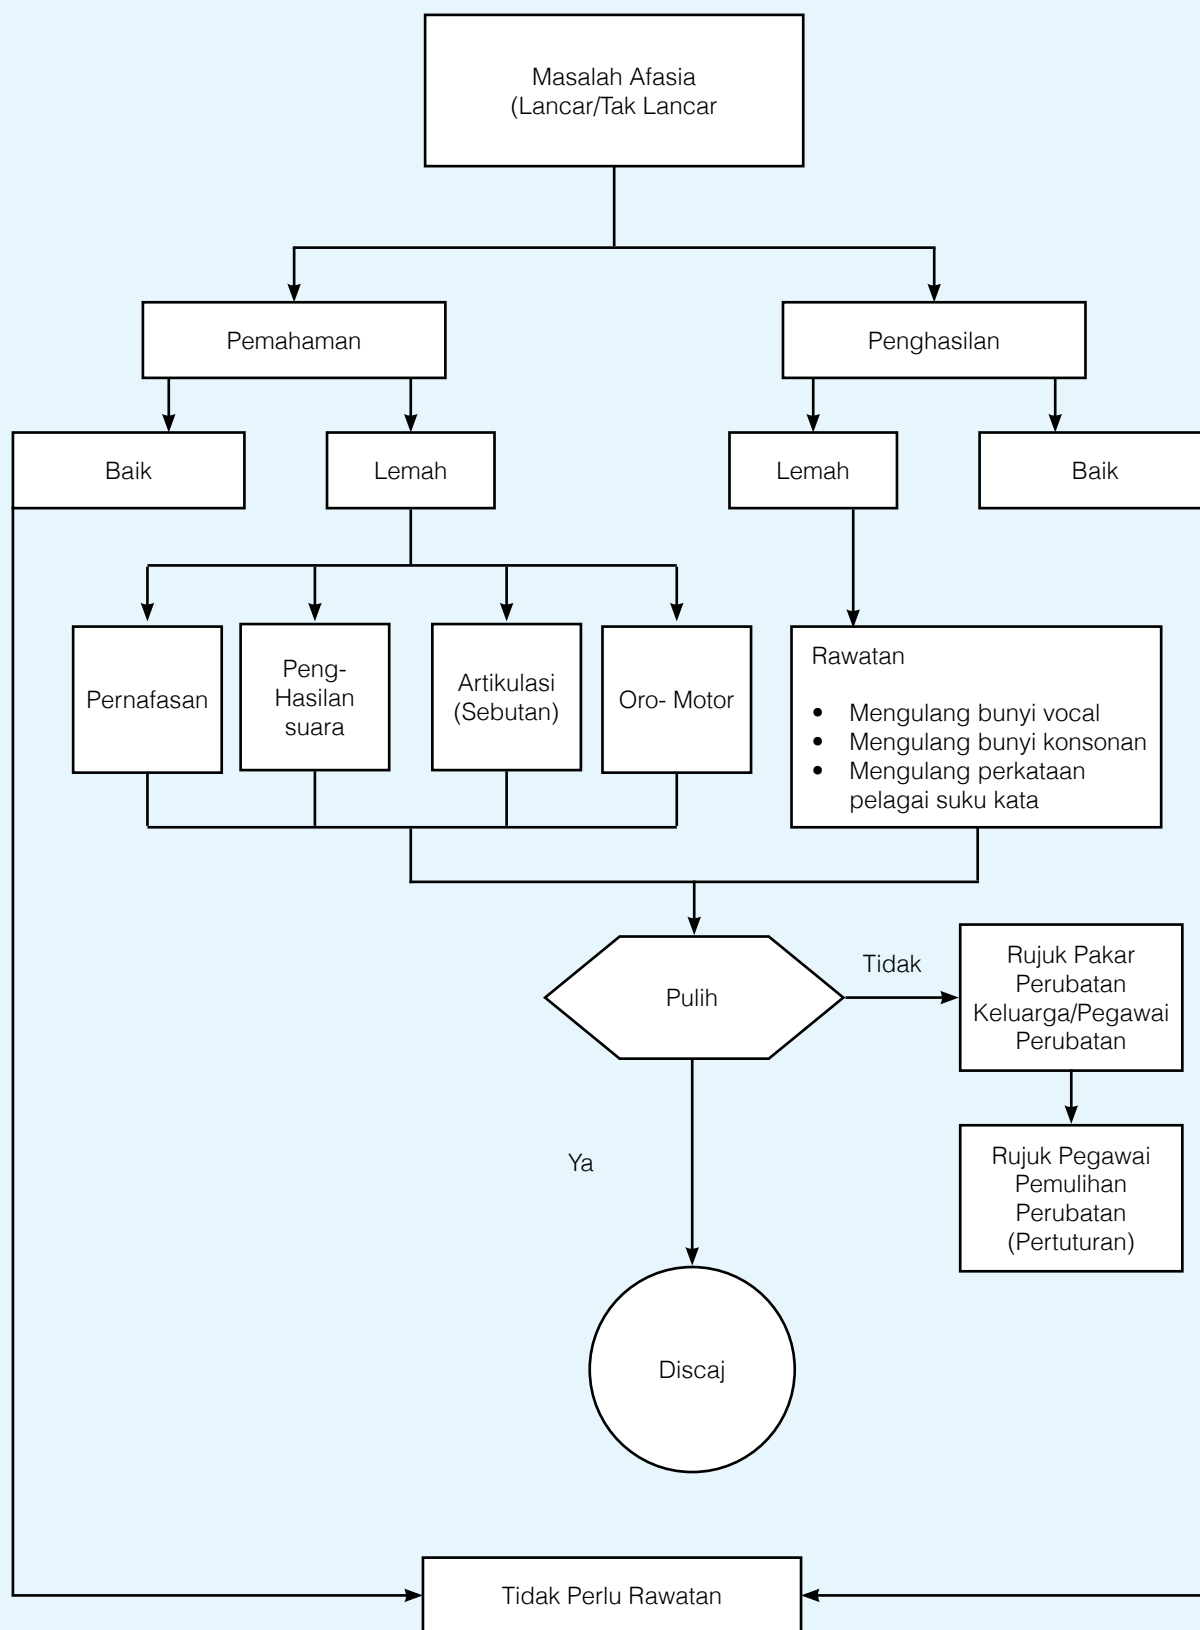 Masalah Afasia
(Lancar/Tak Lancar
Pemahaman
Penghasilan
Baik
Lemah
Lemah
Baik
Pernafasan
Peng-
Hasilan
suara
Artikulasi
(Sebutan)
Oro- Motor
Rawatan
• Mengulang bunyi vocal
• Mengulang bunyi konsonan
• Mengulang perkataan
pelagai suku kata
Pulih
Tidak
Rujuk Pakar
Perubatan
Keluarga/Pegawai
Perubatan
Ya
Rujuk Pegawai
Pemulihan
Perubatan
(Pertuturan)
Discaj
Tidak Perlu Rawatan